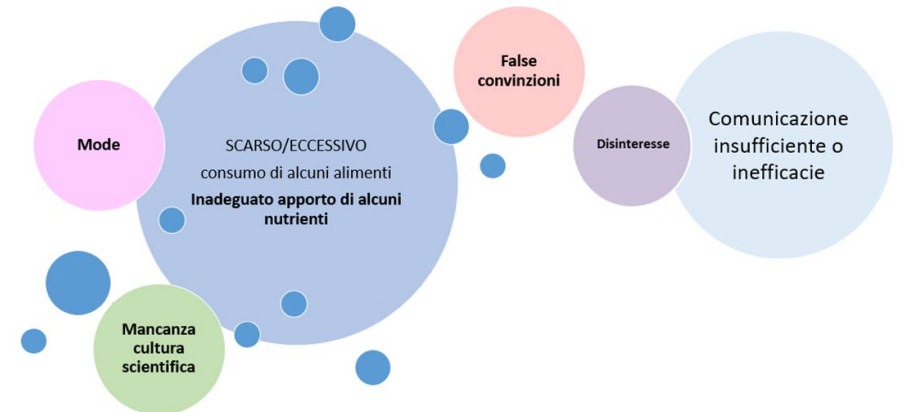 Mode
SCARSO/ECCESSIVO
consumo di alcuni alimenti
Inadeguato apporto di alcuni
nutrienti
Mancanza
cultura
scientifica
False
convinzioni
Disinteresse
Comunicazione
insufficiente o
inefficacie